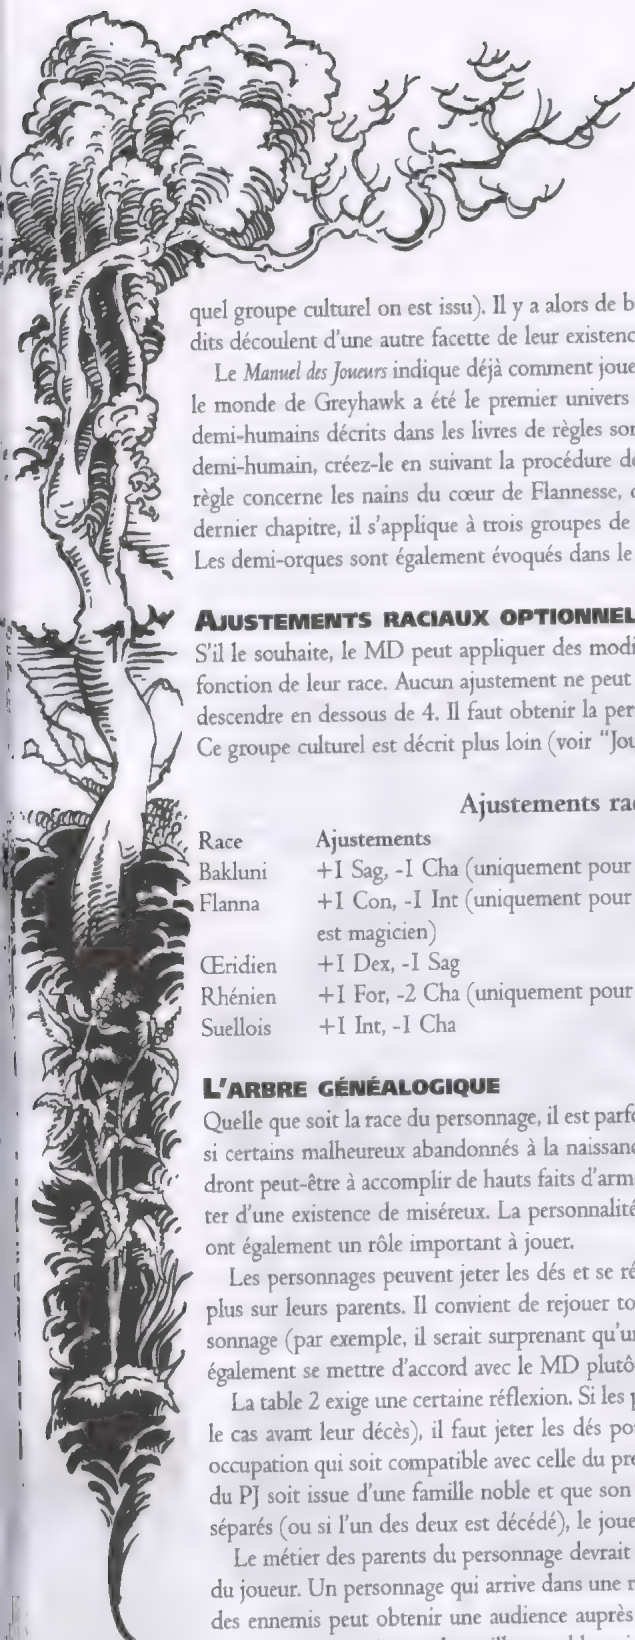 quel groupe culturel on est issu). Il y a alors de b
dits découlent d'une autre facette de leur existenc
Le Manuel des Joueurs indique déjà comment joue
le monde de Greyhawk a été le premier univers
demi-humains décrits dans les livres de règles sor
demi-humain, créez-le en suivant la procédure de
règle concerne les nains du cœur de Flannesse, c
dernier chapitre, il s'applique à trois groupes de
Les demi-orques sont également évoqués dans le
AJUSTEMENTS RACIAUX OPTIONNEL
S'il le souhaite, le MD peut appliquer des modi
fonction de leur race. Aucun ajustement ne peut
descendre en dessous de 4. Il faut obtenir la per
Ce groupe culturel est décrit plus loin (voir "Jou
Ajustements rac
Race Ajustements
Bakluni +1 Sag, -1 Cha (uniquement pour
Flanna +1 Con, -1 Int (uniquement pour
est magicien)
Œridien +1 Dex, -1 Sag
Rhénien +1 For, -2 Cha (uniquement pour
Suellois +1 Int, -1 Cha
L'ARBRE GÉNÉALOGIQUE
Quelle que soit la race du personnage, il est parfo
si certains malheureux abandonnés à la naissanc
dront peut-être à accomplir de hauts faits d'arm
ter d'une existence de miséreux. La personnalité
ont également un rôle important à jouer.
Les personnages peuvent jeter les dés et se ré
plus sur leurs parents. Il convient de rejouer to
sonnage (par exemple, il serait surprenant qu'un
également se mettre d'accord avec le MD plutô
La table 2 exige une certaine réflexion. Si les p
le cas avant leur décès), il faut jeter les dés po
occupation qui soit compatible avec celle du pre
du PJ soit issue d'une famille noble et que son
séparés (ou si l'un des deux est décédé), le joue
Le métier des parents du personnage devrait
du joueur. Un personnage qui arrive dans une r
des ennemis peut obtenir une audience auprès